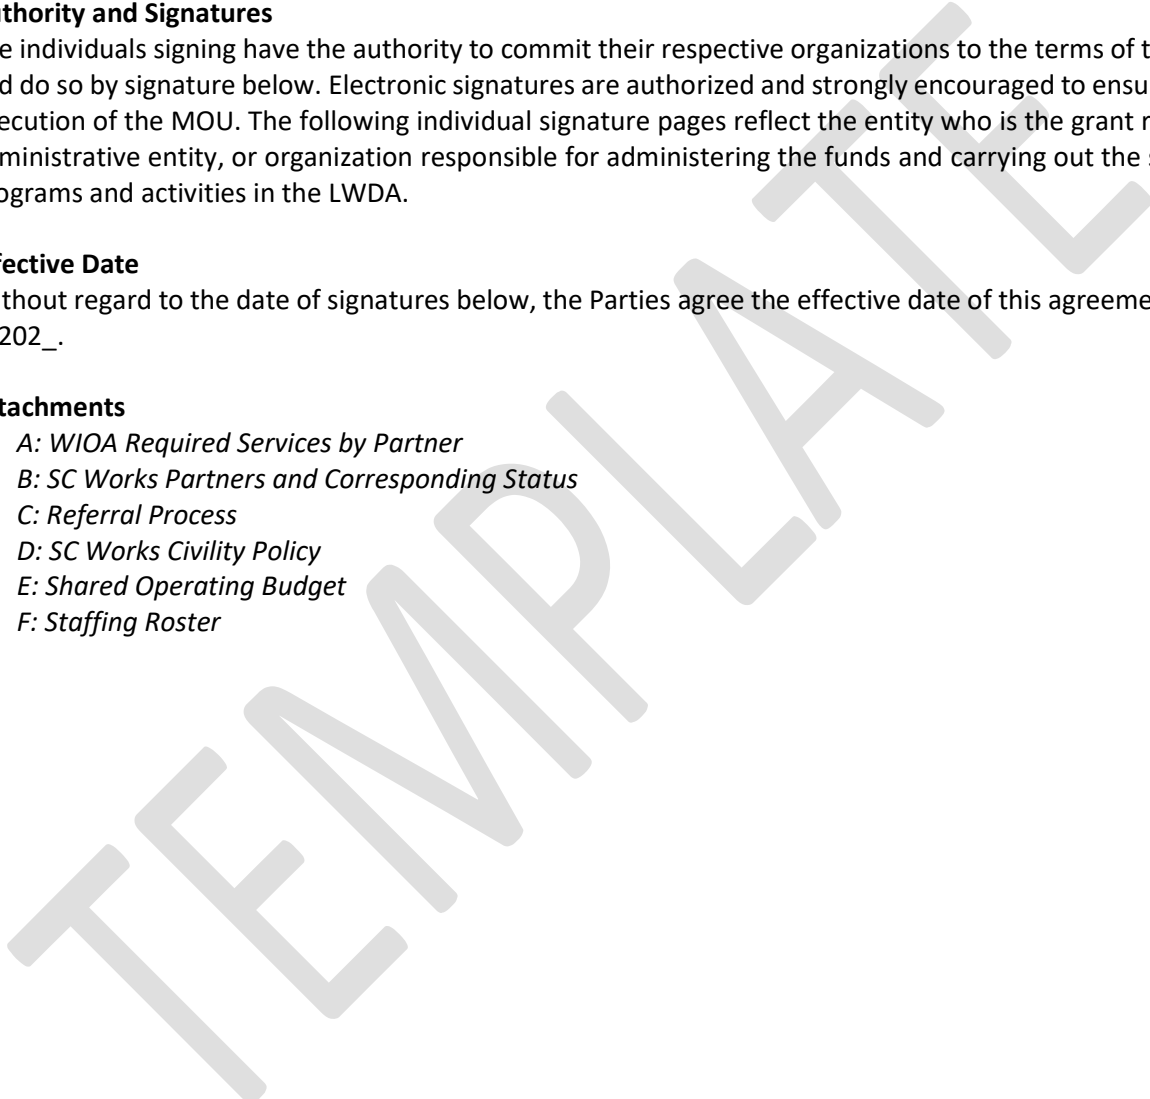 thority and Signatures
e individuals signing have the authority to commit their respective organizations to the terms of t
d do so by signature below. Electronic signatures are authorized and strongly encouraged to ensu
ecution of the MOU. The following individual signature pages reflect the entity who is the grant r
ministrative entity, or organization responsible for administering the funds and carrying out the s
ograms and activities in the LWDA.
fective Date
thout regard to the date of signatures below, the Parties agree the effective date of this agreeme
202_.
tachments
A: WIOA Required Services by Partner
B: SC Works Partners and Corresponding Status
C: Referral Process
D: SC Works Civility Policy
E: Shared Operating Budget
F: Staffing Roster
TEMPLATE